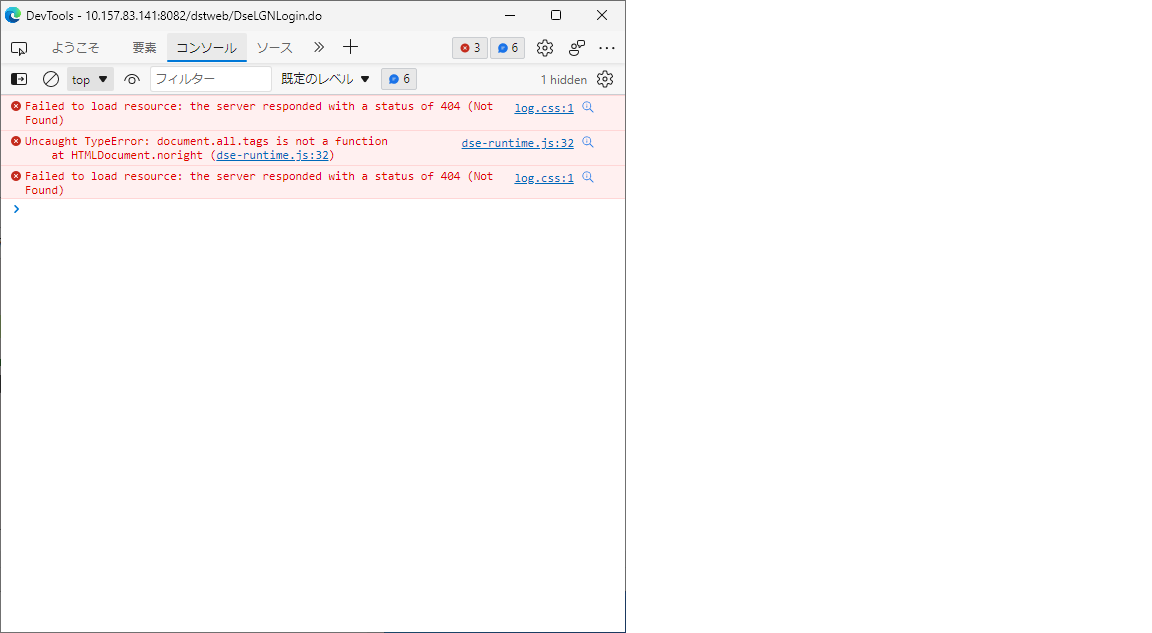 DevTools - 10.157.83.141:8082/dstweb/DseLGNLogin.do
ようこそ 要素 コンソール ソース 3 6
top フィルター 既定のレベル 6 1 hidden
Failed to load resource: the server responded with a status of 404 (Not log.css:1
Found)
Uncaught TypeError: document.all.tags is not a function dse-runtime.js:32
at HTMLDocument.noright (dse-runtime.js:32)
Failed to load resource: the server responded with a status of 404 (Not log.css:1
Found)